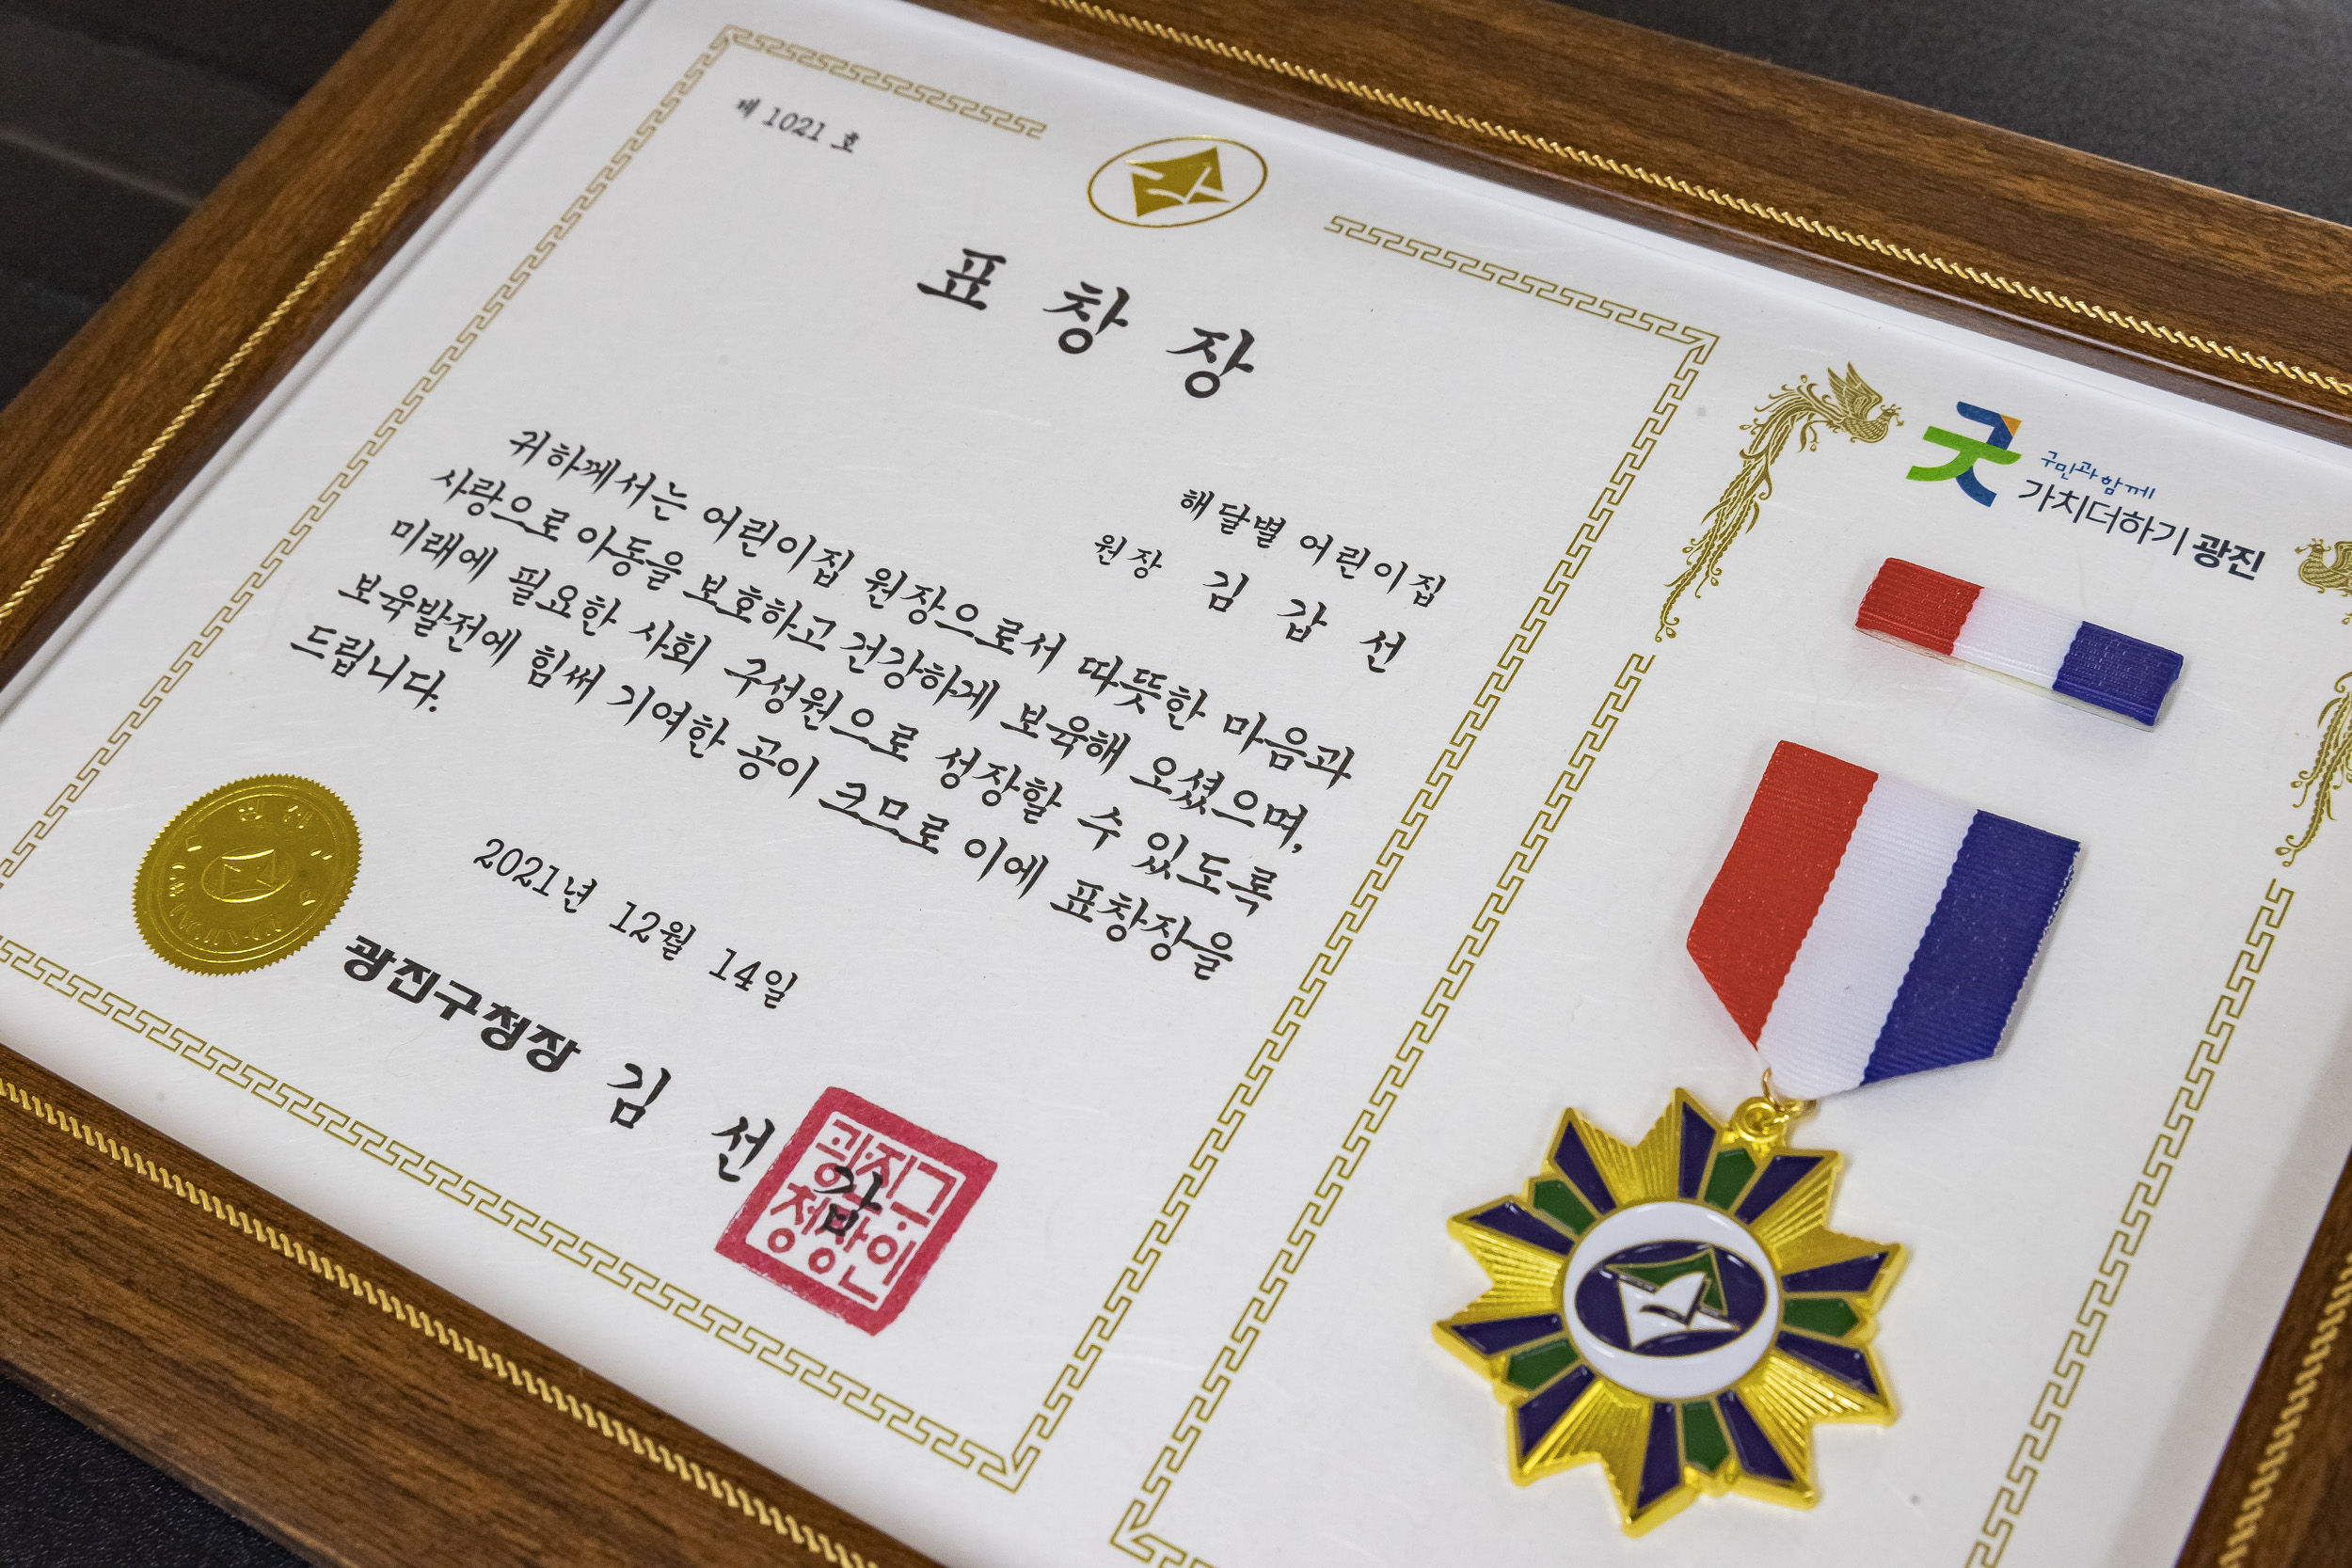 제 1021 호
표창장
해달별 어린이집
원장 김갑선
귀하께서는 어린이집 원장으로서 따뜻한 마음과
사랑으로 아동을 보호하고 건강하게 보육해 오셨으며,
미래에 필요한 사회 구성원으로 성장할 수 있도록
보육발전에 힘써 기여한 공이 크므로 이에 표창장을
드립니다.
2021년 12월 14일
광진구청장 김선갑
광진구
청장인
굿
구민과 함께
가치더하기 광진